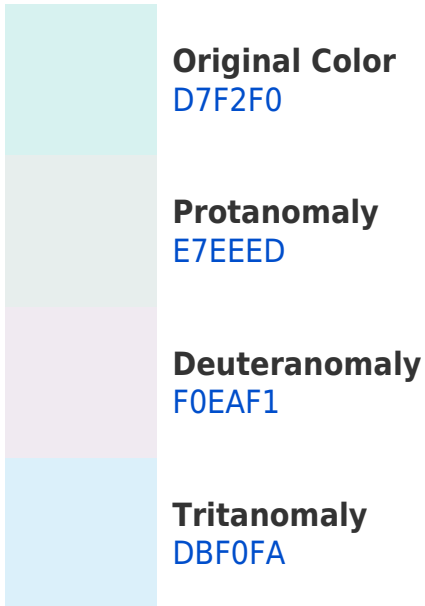 Original Color
D7F2F0
Protanomaly
E7EEED
Deuteranomaly
F0EAF1
Tritanomaly
DBF0FA